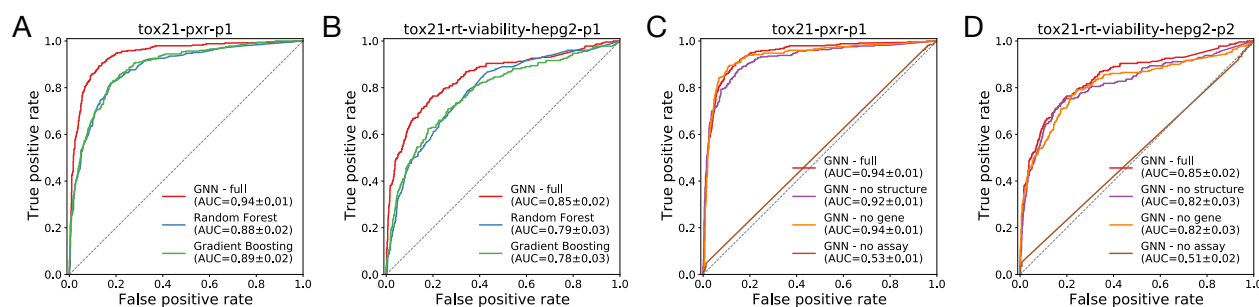 A
tox21-pxr-p1
True positive rate
1.0
0.8
0.6
0.4
0.2
0.0
GNN - full
(AUC=0.94±0.01)
Random Forest
(AUC=0.88±0.02)
Gradient Boosting
(AUC=0.89±0.02)
0.0 0.2 0.4 0.6 0.8 1.0
False positive rate
B
tox21-rt-viability-hepg2-p1
True positive rate
1.0
0.8
0.6
0.4
0.2
0.0
GNN - full
(AUC=0.85±0.02)
Random Forest
(AUC=0.79±0.03)
Gradient Boosting
(AUC=0.78±0.03)
0.0 0.2 0.4 0.6 0.8 1.0
False positive rate
C
tox21-pxr-p1
True positive rate
1.0
0.8
0.6
0.4
0.2
0.0
GNN - full
(AUC=0.94±0.01)
GNN - no structure
(AUC=0.92±0.01)
GNN - no gene
(AUC=0.94±0.01)
GNN - no assay
(AUC=0.53±0.01)
0.0 0.2 0.4 0.6 0.8 1.0
False positive rate
D
tox21-rt-viability-hepg2-p2
True positive rate
1.0
0.8
0.6
0.4
0.2
0.0
GNN - full
(AUC=0.85±0.02)
GNN - no structure
(AUC=0.82±0.03)
GNN - no gene
(AUC=0.82±0.03)
GNN - no assay
(AUC=0.51±0.02)
0.0 0.2 0.4 0.6 0.8 1.0
False positive rate